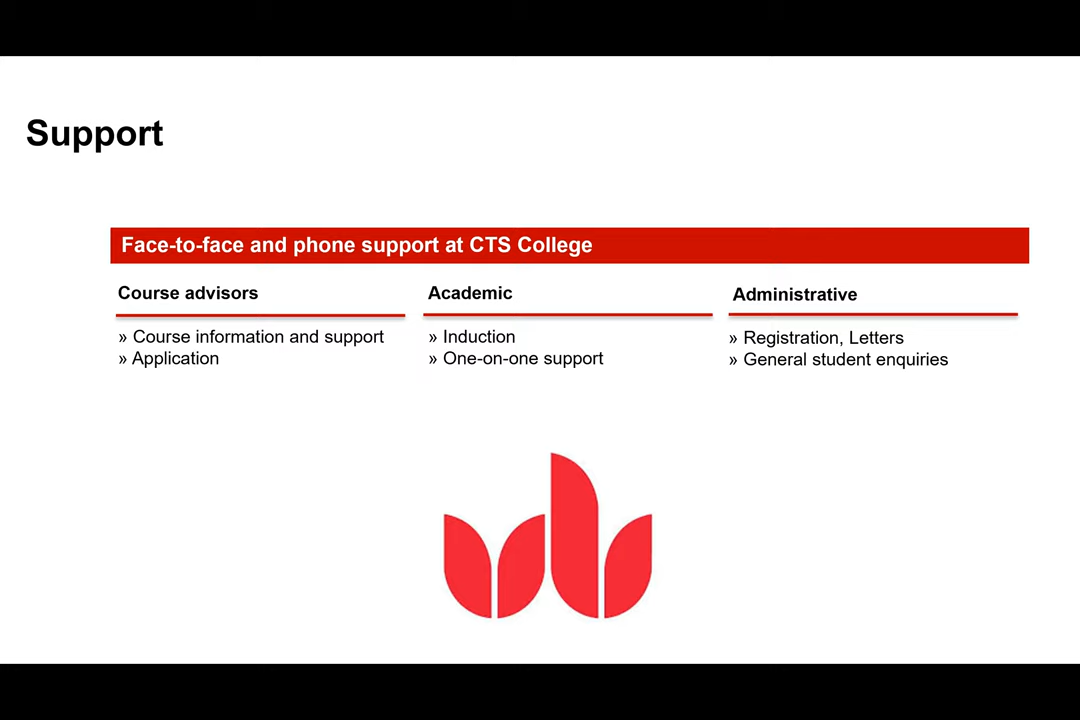 Support
Face-to-face and phone support at CTS College
Course advisors
» Course information and support
» Application
Academic
» Induction
» One-on-one support
Administrative
» Registration, Letters
» General student enquiries